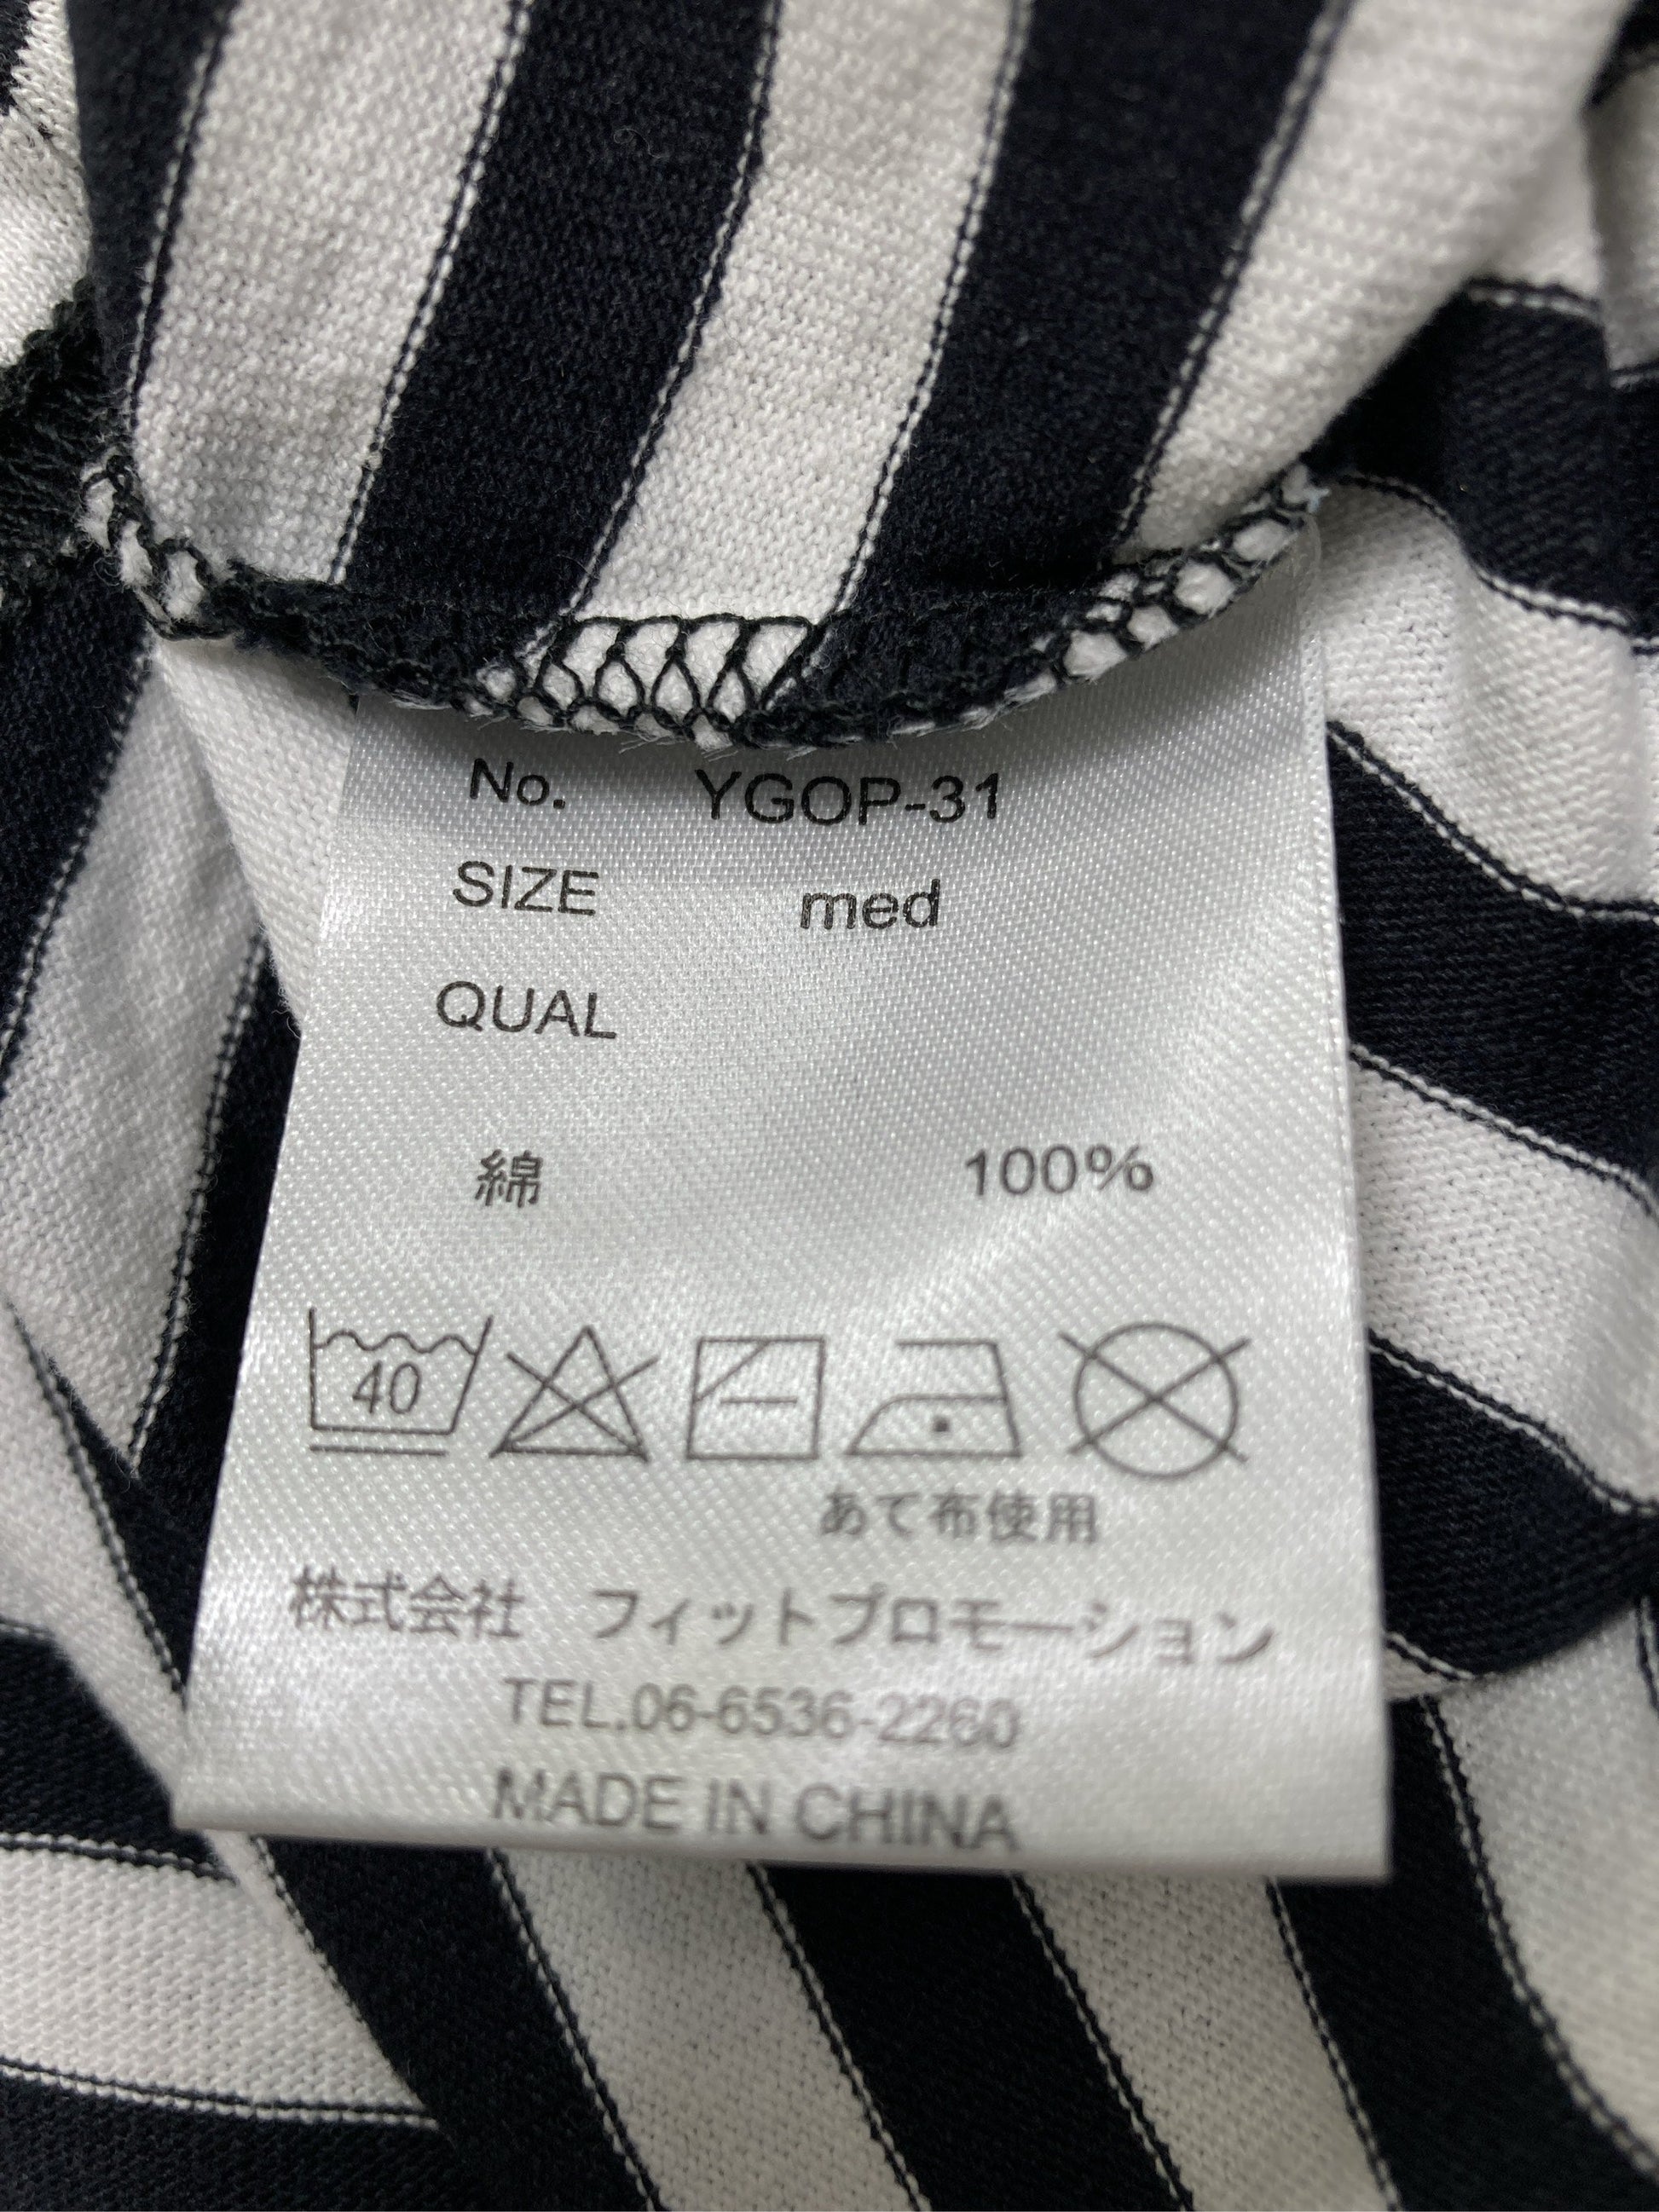 No. YGOP-31
SIZE med
QUAL
綿 100%
40
あて布使用
株式会社 フィットプロモーション
TEL.06-6536-2260
MADE IN CHINA